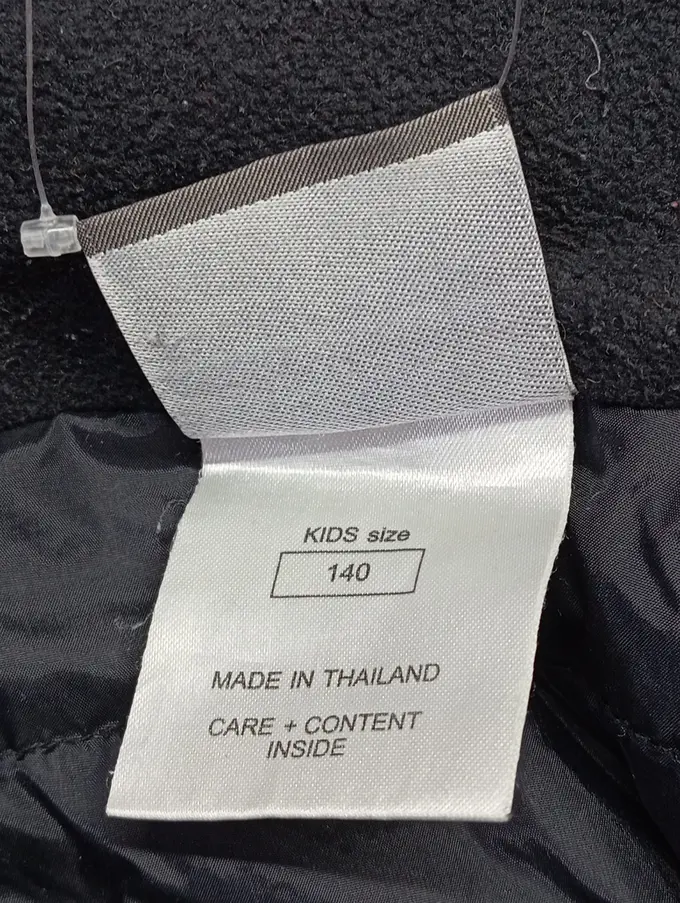 KIDS size
140
MADE IN THAILAND
CARE + CONTENT
INSIDE